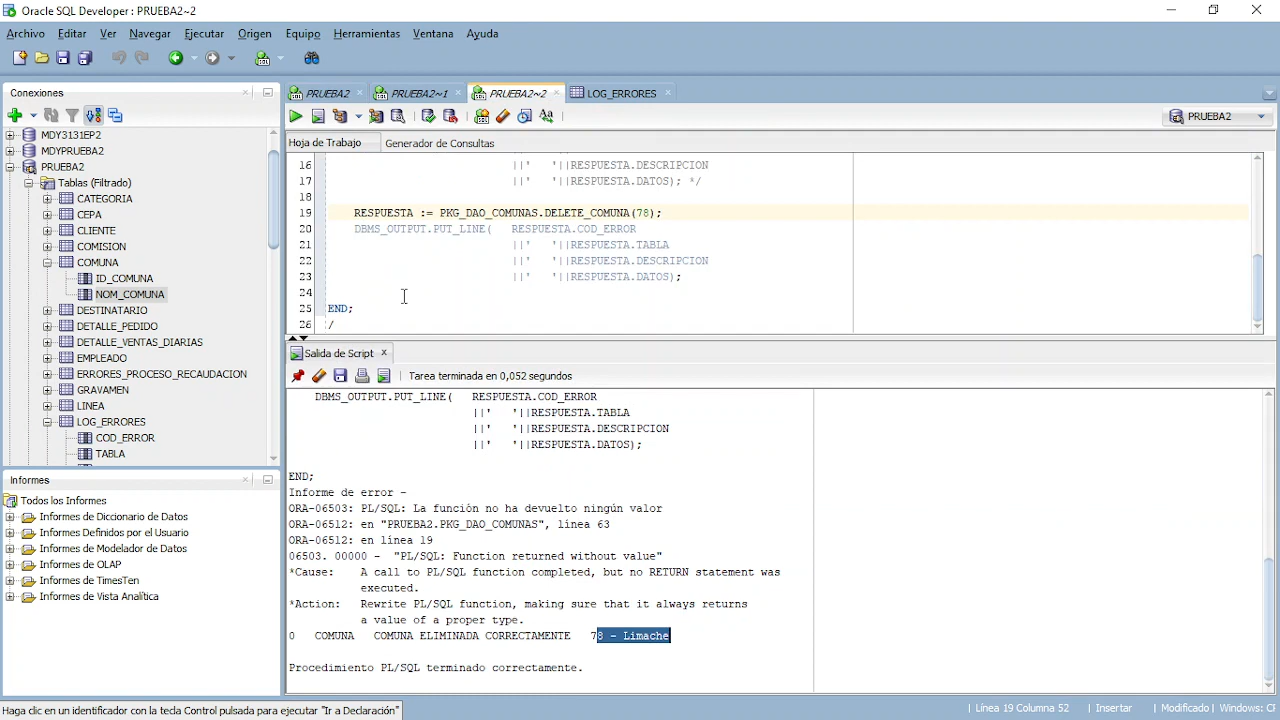 Oracle SQL Developer : PRUEBA2~2
Archivo Editar Ver Navegar Ejecutar Origen Equipo Herramientas Ventana Ayuda
Conexiones
MDY3131EP2
MDYPRUEBA2
PRUEBA2
Tablas (Filtrado)
CATEGORIA
CEPA
CLIENTE
COMISION
COMUNA
ID_COMUNA
NOM_COMUNA
DESTINATARIO
DETALLE_PEDIDO
DETALLE_VENTAS_DIARIAS
EMPLEADO
ERRORES_PROCESO_RECAUDACION
GRAVAMEN
LINEA
LOG_ERRORES
COD_ERROR
TABLA
Informes
Todos los Informes
Informes de Diccionario de Datos
Informes Definidos por el Usuario
Informes de Modelador de Datos
Informes de OLAP
Informes de TimesTen
Informes de Vista Analítica
PRUEBA2 PRUEBA2~1 PRUEBA2~2 LOG_ERRORES
PRUEBA2
Hoja de Trabajo Generador de Consultas
16 ||' '||RESPUESTA.DESCRIPCION
17 ||' '||RESPUESTA.DATOS); */
18
19 RESPUESTA := PKG_DAO_COMUNAS.DELETE_COMUNA(78);
20 DBMS_OUTPUT.PUT_LINE( RESPUESTA.COD_ERROR
21 ||' '||RESPUESTA.TABLA
22 ||' '||RESPUESTA.DESCRIPCION
23 ||' '||RESPUESTA.DATOS);
24
25 END;
26 /
Salida de Script
Tarea terminada en 0,052 segundos
DBMS_OUTPUT.PUT_LINE( RESPUESTA.COD_ERROR
||' '||RESPUESTA.TABLA
||' '||RESPUESTA.DESCRIPCION
||' '||RESPUESTA.DATOS);
END;
Informe de error -
ORA-06503: PL/SQL: La función no ha devuelto ningún valor
ORA-06512: en "PRUEBA2.PKG_DAO_COMUNAS", línea 63
ORA-06512: en línea 19
06503. 00000 - "PL/SQL: Function returned without value"
*Cause: A call to PL/SQL function completed, but no RETURN statement was
executed.
*Action: Rewrite PL/SQL function, making sure that it always returns
a value of a proper type.
0 COMUNA COMUNA ELIMINADA CORRECTAMENTE 78 - Limache
Procedimiento PL/SQL terminado correctamente.
Haga clic en un identificador con la tecla Control pulsada para ejecutar "Ir a Declaración"
Línea 19 Columna 52 Insertar Modificado Windows: CF